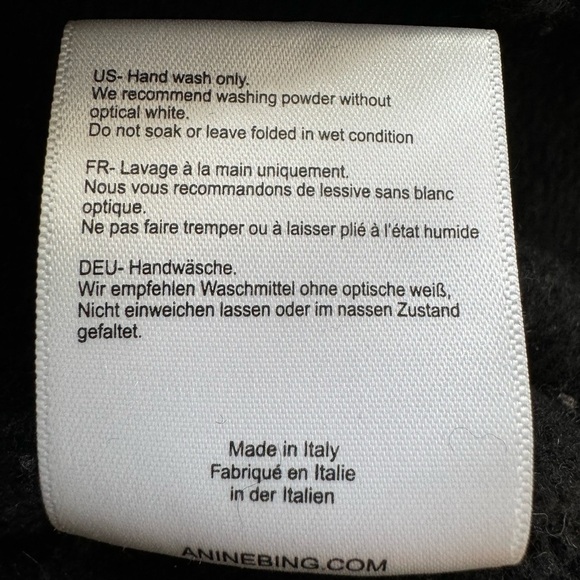 US- Hand wash only.
We recommend washing powder without
optical white.
Do not soak or leave folded in wet condition
FR- Lavage à la main uniquement.
Nous vous recommandons de lessive sans blanc
optique.
Ne pas faire tremper ou à laisser plié à l'état humide
DEU- Handwäsche.
Wir empfehlen Waschmittel ohne optische weiß,
Nicht einweichen lassen oder im nassen Zustand
gefaltet.
Made in Italy
Fabriqué en Italie
in der Italien
ANINEBING.COM